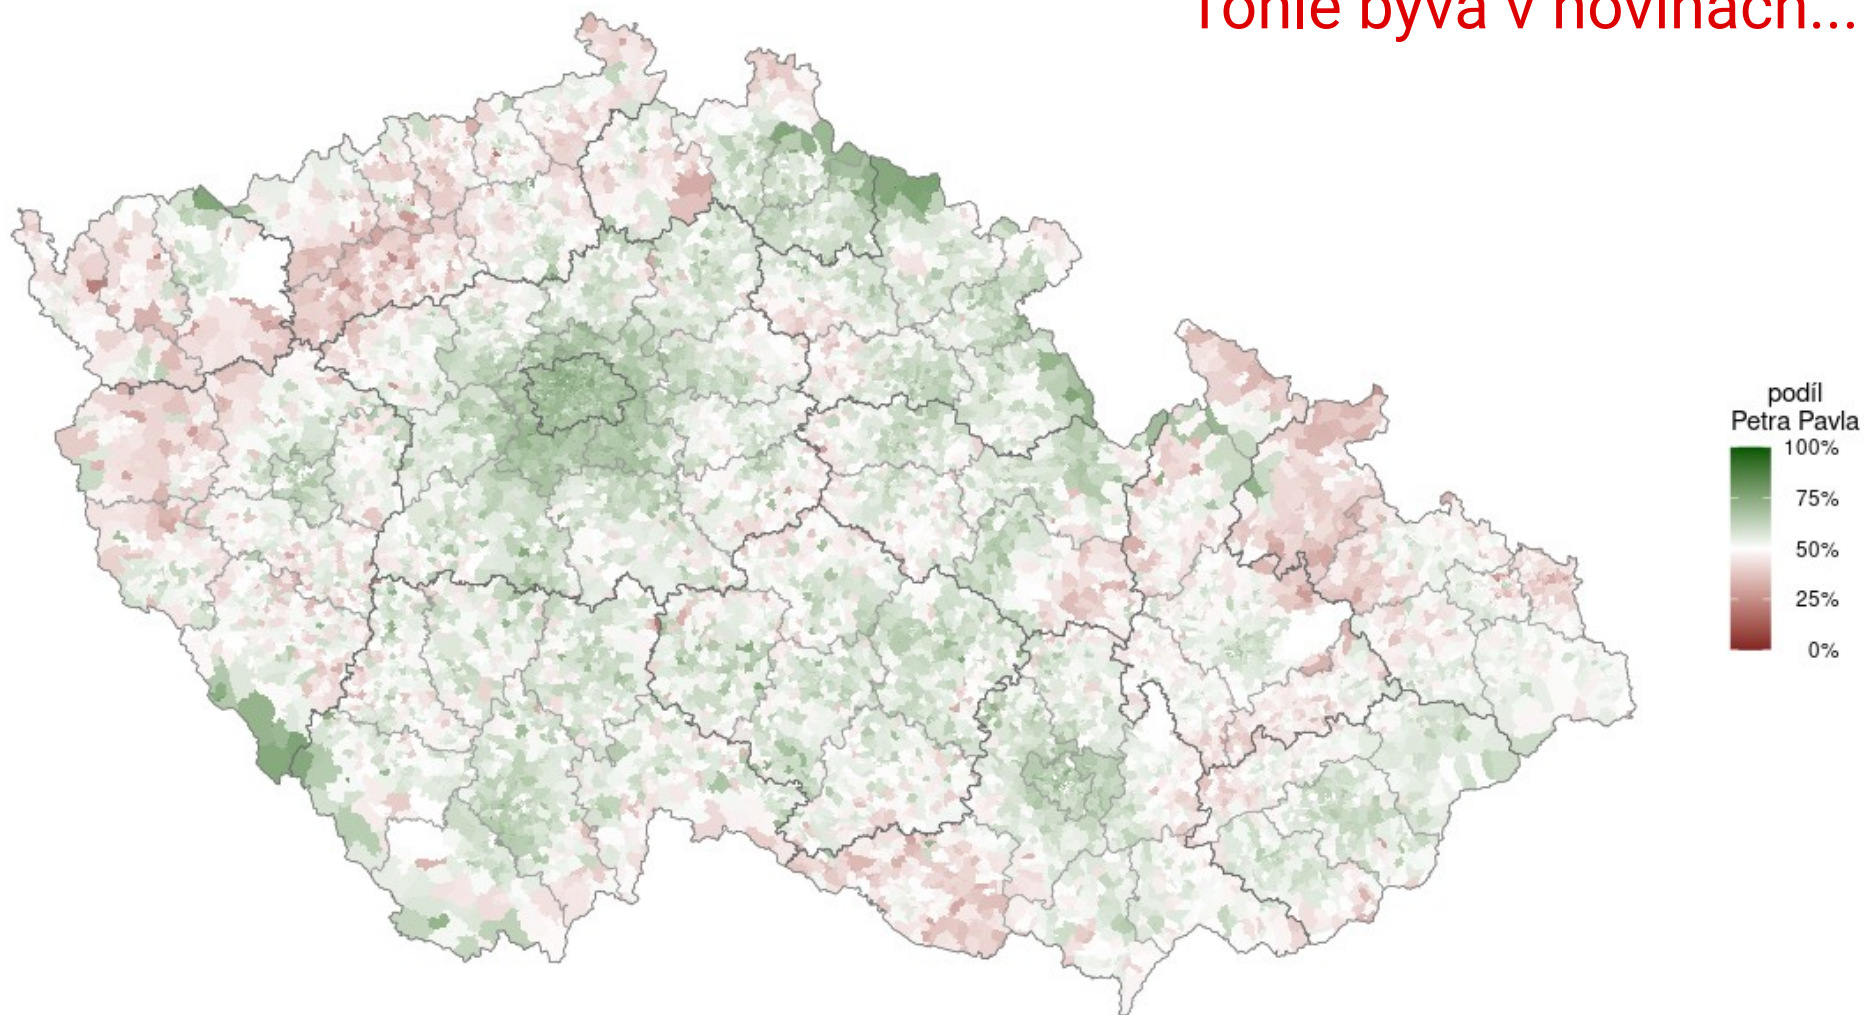 Tohle bývá v novinách...
podíl
Petra Pavla
100%
75%
50%
25%
0%